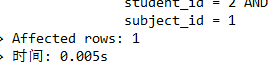 student_id = 2 AND
subject_id = 1
> Affected rows: 1
> 时间: 0.005s